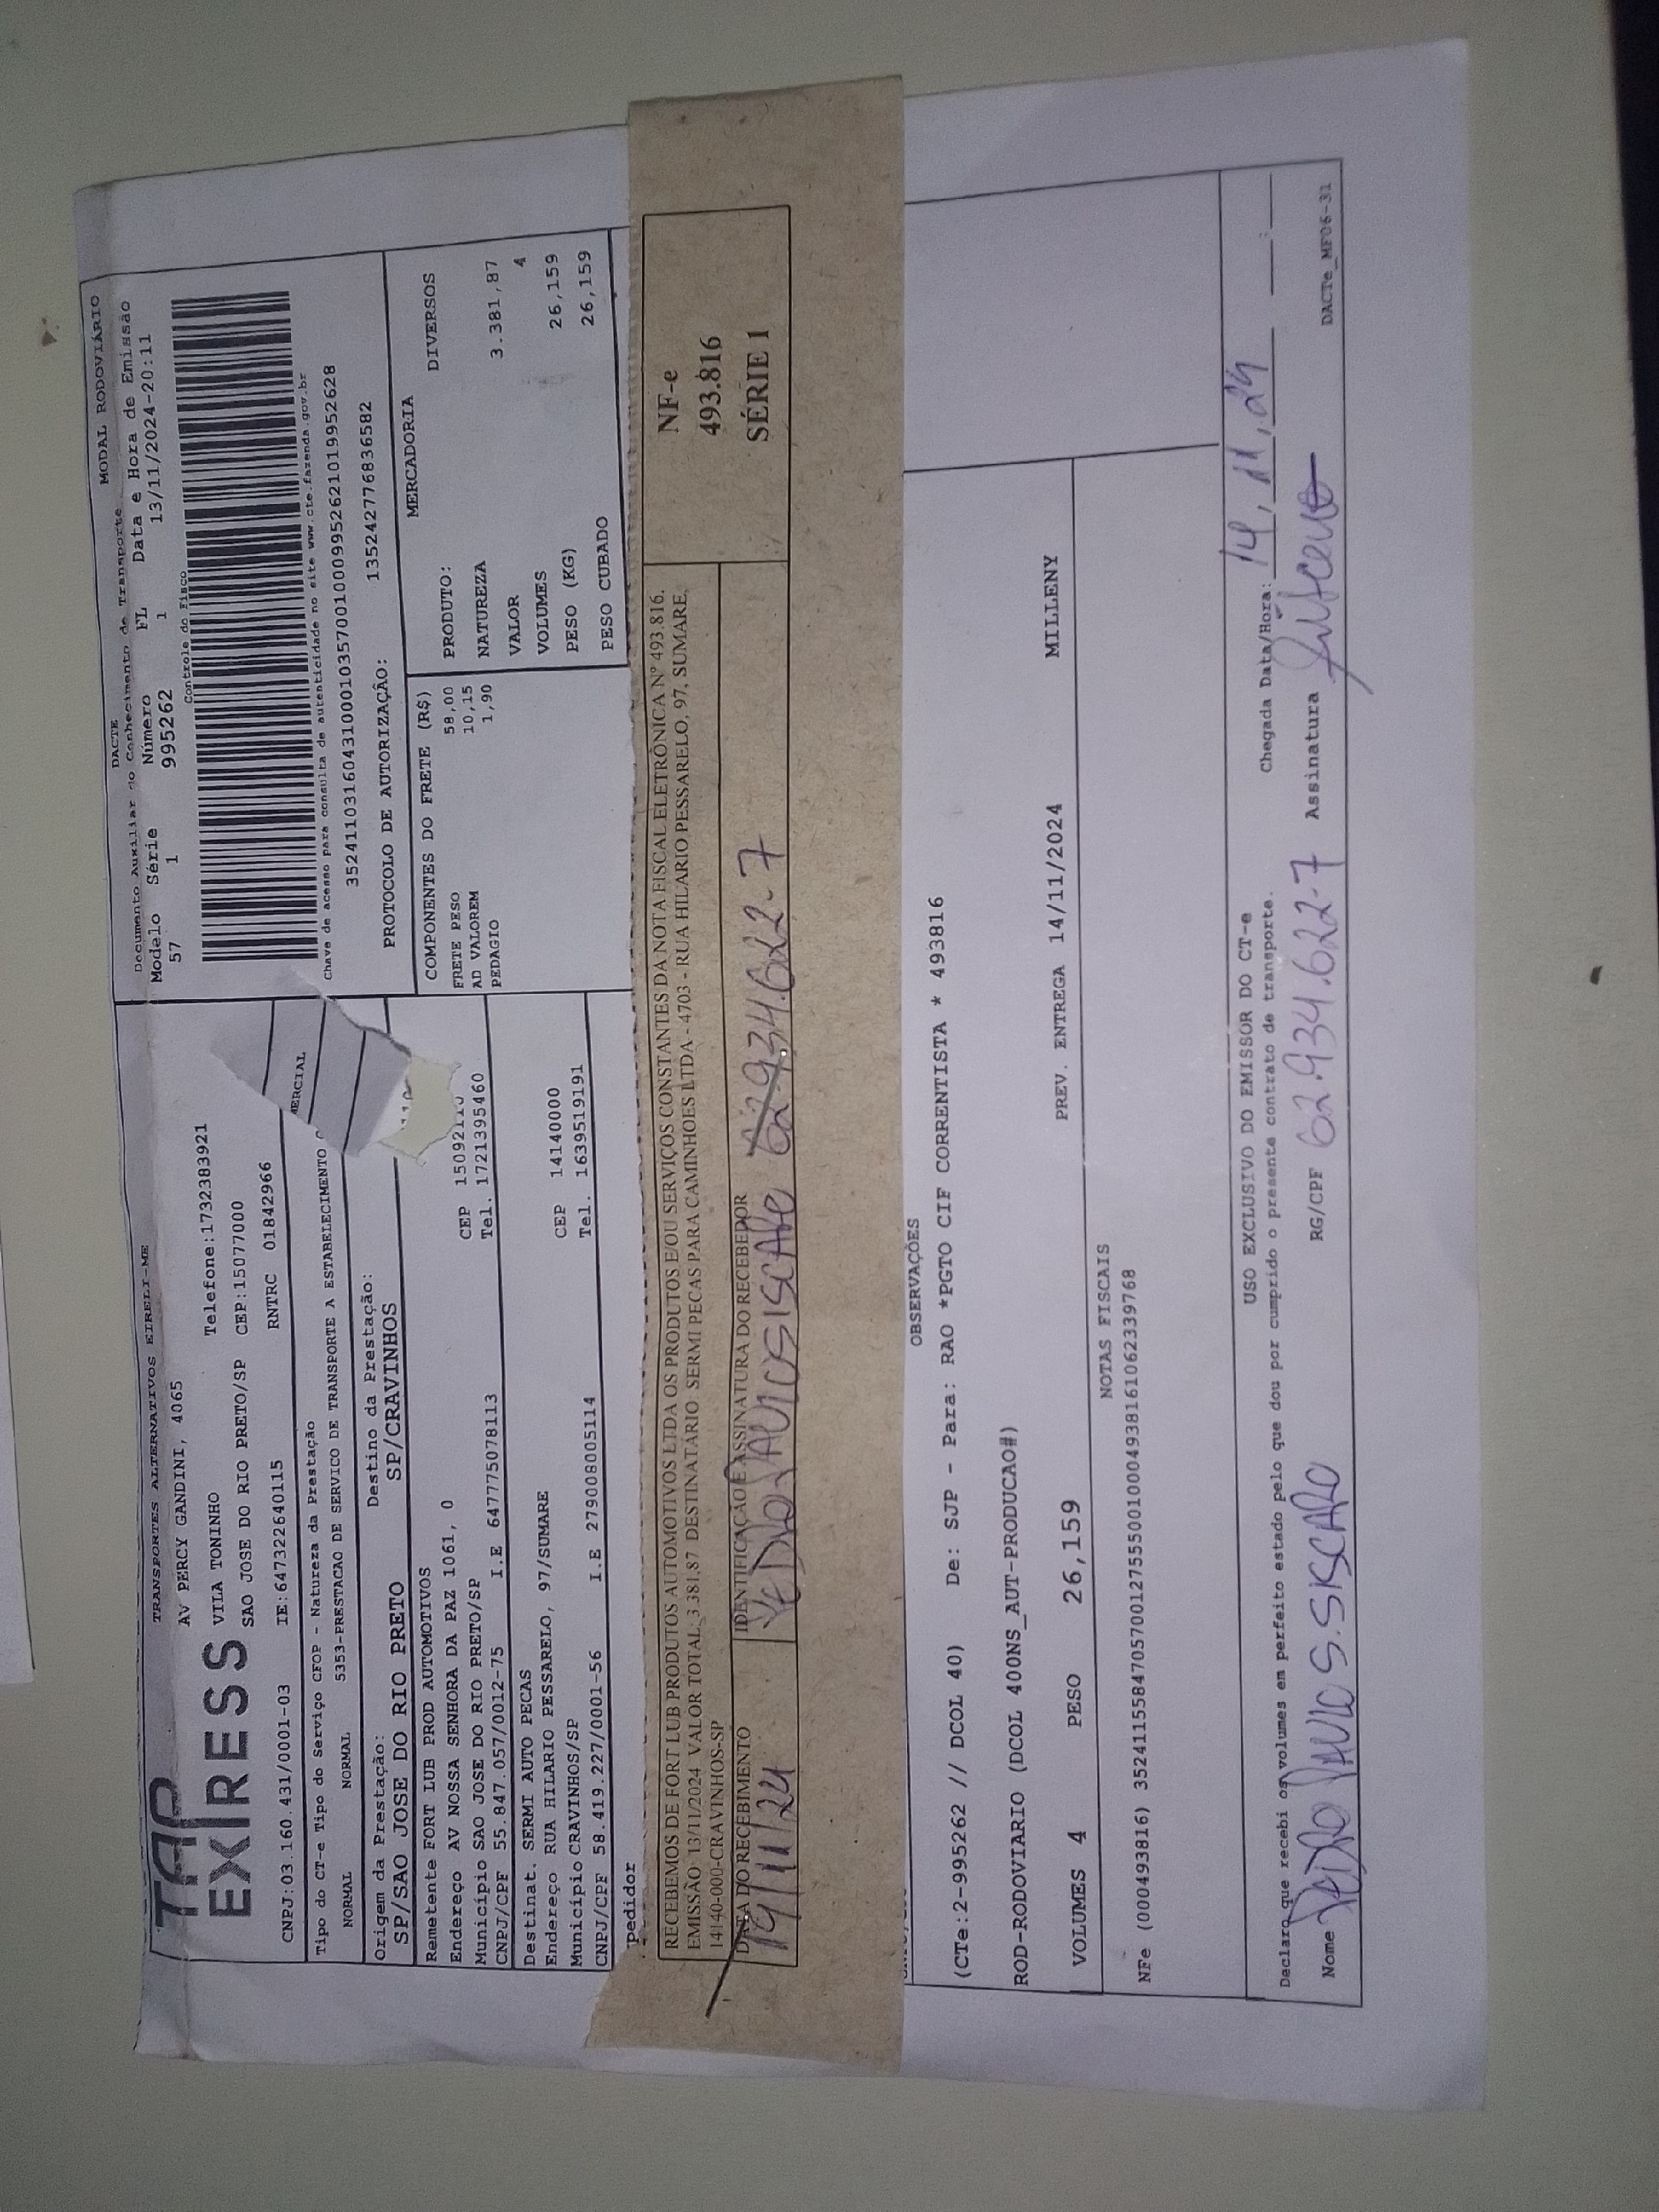 TAP
EXPRESS
TRANSPORTES ALTERNATIVOS EIRELI-ME
AV PERCY GANDINI, 4065
VILA TONINHO Telefone:1732383921
SAO JOSE DO RIO PRETO/SP CEP:15077000
CNPJ:03.160.431/0001-03 IE:647322640115 RNTRC 01842966
MODAL RODOVIÁRIO
DACTE
Documento Auxiliar do Conhecimento de Transporte
Modelo Série Número FL Data e Hora de Emissão
57 1 995262 1 13/11/2024-20:11
Controle do Fisco
Chave de acesso para consulta de autenticidade no site www.cte.fazenda.gov.br
35241103160431000103570010009952621019952628
PROTOCOLO DE AUTORIZAÇÃO: 135242776836582
Tipo do CT-e Tipo do Serviço CFOP - Natureza da Prestação
NORMAL NORMAL 5353-PRESTACAO DE SERVICO DE TRANSPORTE A ESTABELECIMENTO C
ERCIAL
Origem da Prestação: Destino da Prestação:
SP/SAO JOSE DO RIO PRETO SP/CRAVINHOS
Remetente FORT LUB PROD AUTOMOTIVOS
Endereço AV NOSSA SENHORA DA PAZ 1061, 0
Município SAO JOSE DO RIO PRETO/SP CEP
CNPJ/CPF 55.8447.057/0012-75 I.E 647775078113 Tel. 1721395460
Destinat. SERMI AUTO PECAS
Endereço RUA HILARIO PESSARELO, 97/SUMARE
Município CRAVINHOS/SP CEP 14140000
CNPJ/CPF 58.419.227/0001-56 I.E 279008005114 Tel. 1639519191
pedidor
COMPONENTES DO FRETE (R$)
FRETE PESO 58,00
AD VALOREM 10,15
PEDAGIO 1,90
MERCADORIA
PRODUTO: DIVERSOS
NATUREZA
VALOR 3.381,87
VOLUMES 4
PESO (KG) 26,159
PESO CUBADO 26,159
RECEBEMOS DE FORT LUB PRODUTOS AUTOMOTIVOS LTDA OS PRODUTOS E/OU SERVIÇOS CONSTANTES DA NOTA FISCAL ELETRÔNICA Nº 493.816.
EMISSÃO: 13/11/2024 VALOR TOTAL: 3.381,87 DESTINATÁRIO: SERMI PECAS PARA CAMINHOES LTDA - 4703 - RUA HILARIO PESSARELO, 97, SUMARE,
14140-000-CRAVINHOS-SP
DATA DO RECEBIMENTO IDENTIFICAÇÃO E ASSINATURA DO RECEBEDOR
14/11/24 PEDRO PAULO SISCARO 62.934.622-7
NF-e
493.816
SÉRIE 1
OBSERVAÇÕES
(CTe:2-995262 // DCOL 40) De: SJP - Para: RAO *PGTO CIF CORRENTISTA * 493816
ROD-RODOVIARIO (DCOL 400NS_AUT-PRODUCAO#)
VOLUMES 4 PESO 26,159 PREV. ENTREGA 14/11/2024 MILLENY
NOTAS FISCAIS
NFe (000493816) 35241155847057001275550010004938161062339768
USO EXCLUSIVO DO EMISSOR DO CT-e
Declaro que recebi os volumes em perfeito estado pelo que dou por cumprido o presente contrato de transporte. Chegada Data/Hora: 14, 11, 24 :
Nome PEDRO PAULO S. SISCARO RG/CPF 62.934.622-7 Assinatura
DACTe_MF06-31